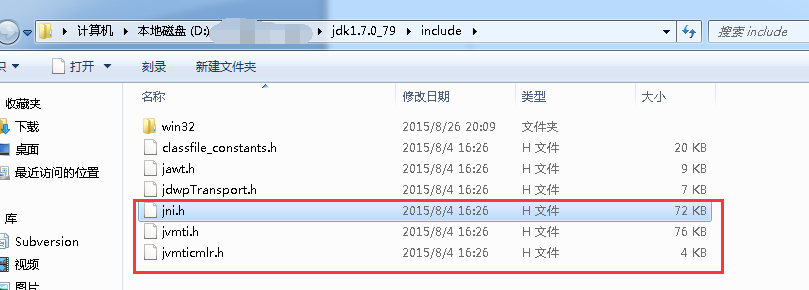 计算机 ▸ 本地磁盘 (D:) jdk1.7.0_79 ▸ include ▸
搜索 include
识 ▾ 打开 ▾ 刻录 新建文件夹
收藏夹
下载
桌面
最近访问的位置
库
Subversion
视频
图片
名称 修改日期 类型 大小
win32 2015/8/26 20:09 文件夹
classfile_constants.h 2015/8/4 16:26 H 文件 20 KB
jawt.h 2015/8/4 16:26 H 文件 9 KB
jdwpTransport.h 2015/8/4 16:26 H 文件 7 KB
jni.h 2015/8/4 16:26 H 文件 72 KB
jvmti.h 2015/8/4 16:26 H 文件 76 KB
jvmticmlr.h 2015/8/4 16:26 H 文件 4 KB